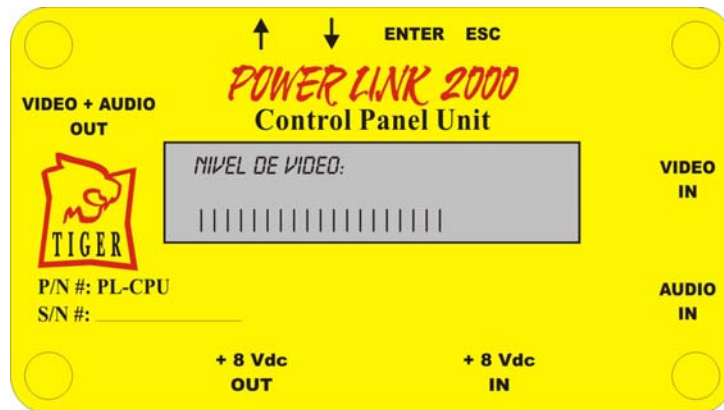 ↑ ↓ ENTER ESC
POWER LINK 2000
Control Panel Unit
VIDEO + AUDIO
OUT
NIVEL DE VIDEO:
|||||||||||||||||||
VIDEO
IN
TIGER
P/N #: PL-CPU
S/N #:
AUDIO
IN
+ 8 Vdc
OUT
+ 8 Vdc
IN